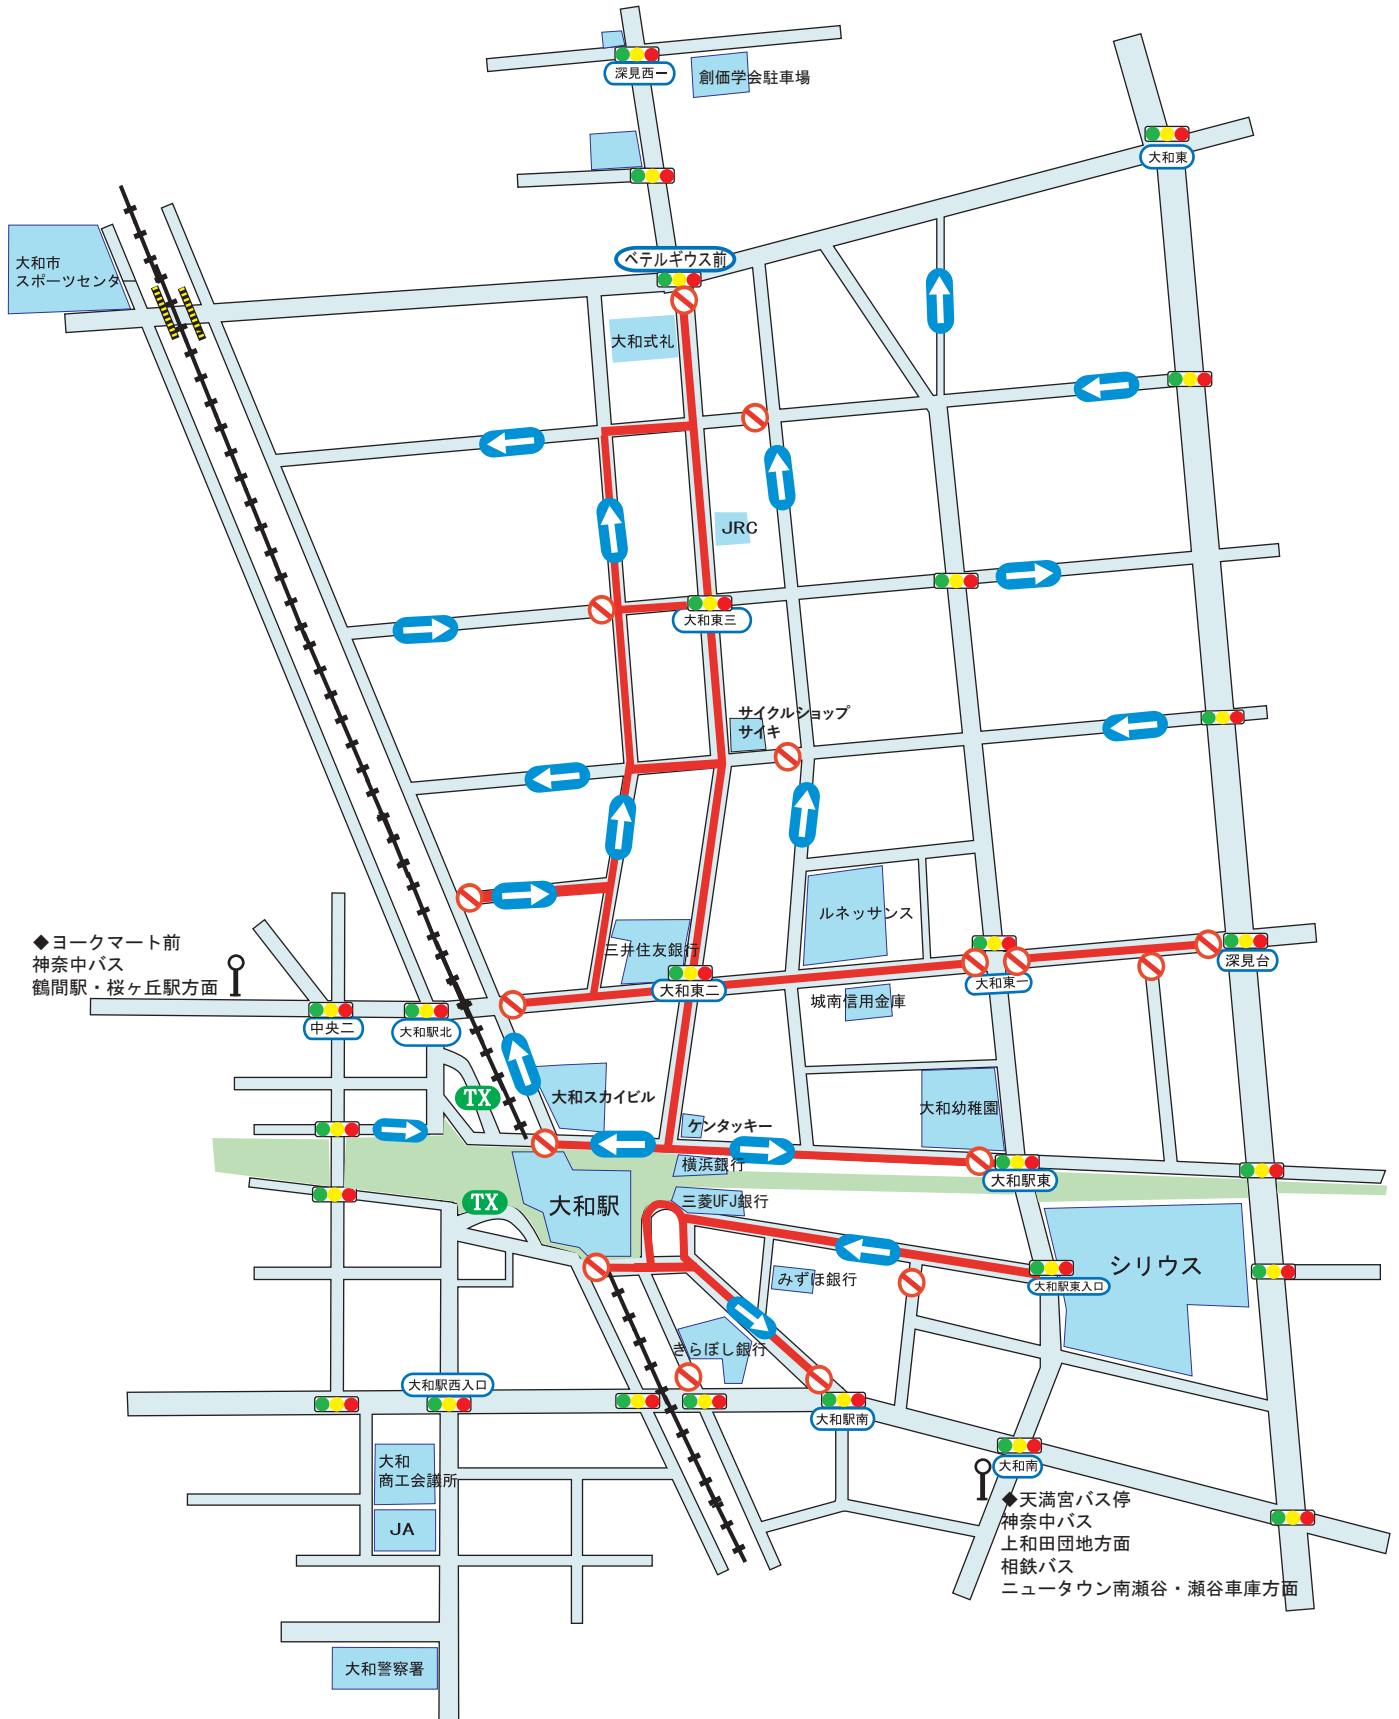 深見西一
創価学会駐車場
大和東
ベテルギウス前
大和市
スポーツセンター
大和式礼
JRC
大和東三
サイクルショップ
サイキ
ルネッサンス
三井住友銀行
◆ヨークマート前
神奈中バス
鶴間駅・桜ヶ丘駅方面
深見台
大和東二
大和東一
城南信用金庫
中央二
大和駅北
TX
大和スカイビル
大和幼稚園
ケンタッキー
横浜銀行
大和駅東
TX
大和駅
三菱UFJ銀行
シリウス
みずほ銀行
大和駅東入口
きらぼし銀行
大和駅西入口
大和駅南
大和
商工会議所
大和南
JA
◆天満宮バス停
神奈中バス
上和田団地方面
相鉄バス
ニュータウン南瀬谷・瀬谷車庫方面
大和警察署